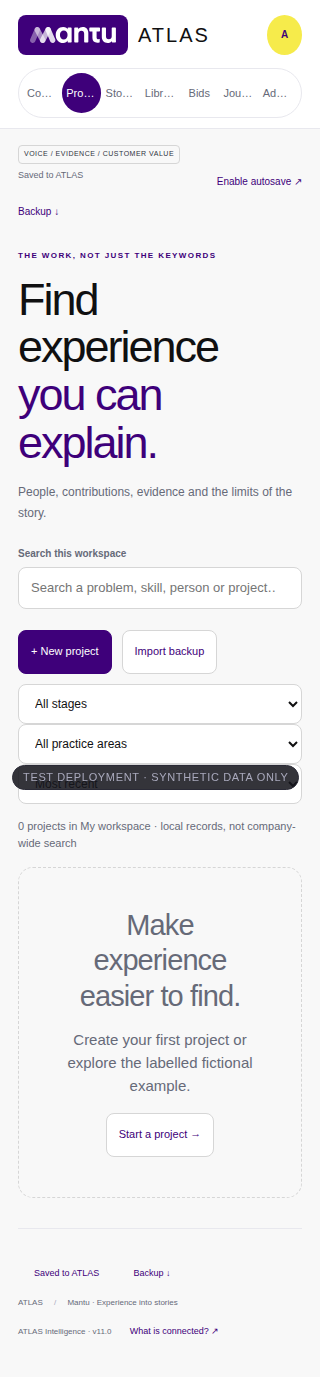 mantu ATLAS A
Co… Pro… Sto… Libr… Bids Jou… Ad…
VOICE / EVIDENCE / CUSTOMER VALUE
Saved to ATLAS
Enable autosave ↗
Backup ↓
THE WORK, NOT JUST THE KEYWORDS
Find
experience
you can
explain.
People, contributions, evidence and the limits of the
story.
Search this workspace
Search a problem, skill, person or project..
+ New project Import backup
All stages
All practice areas
TEST DEPLOYMENT · SYNTHETIC DATA ONLY
Most recent
0 projects in My workspace · local records, not company-
wide search
Make
experience
easier to find.
Create your first project or
explore the labelled fictional
example.
Start a project →
Saved to ATLAS Backup ↓
ATLAS / Mantu · Experience into stories
ATLAS Intelligence · v11.0 What is connected? ↗